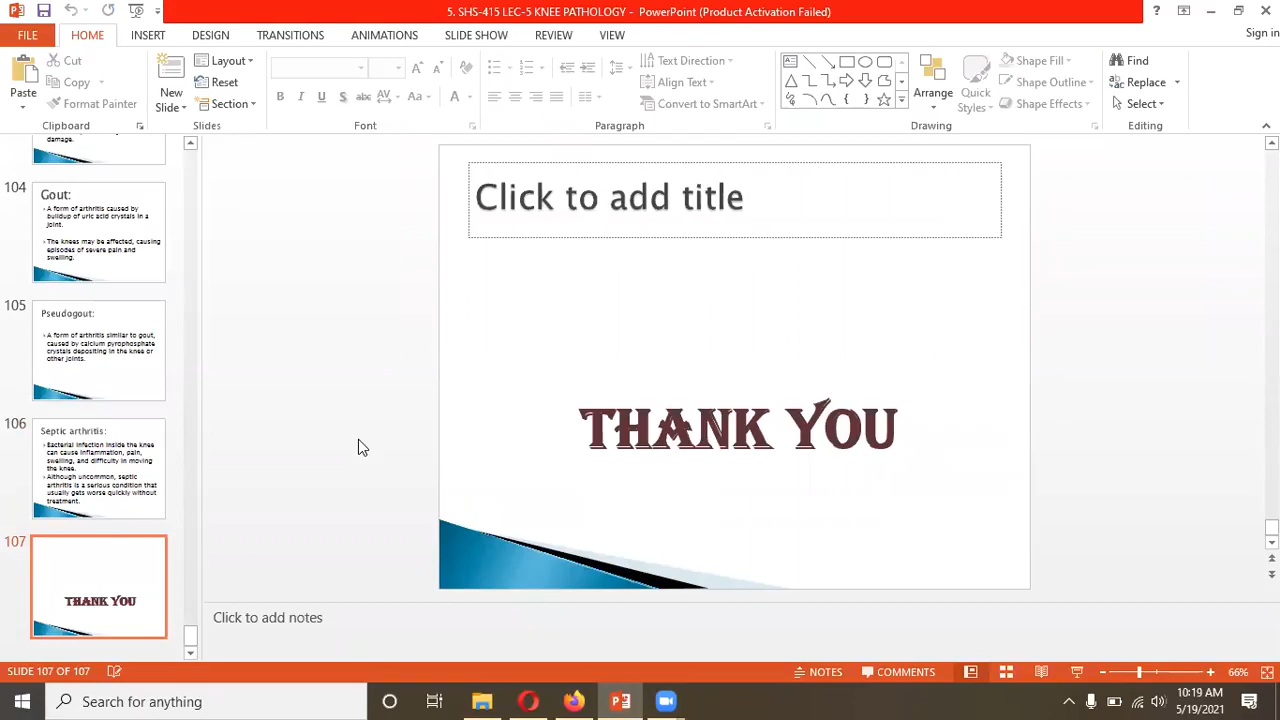 5. SHS-415 LEC-5 KNEE PATHOLOGY - PowerPoint (Product Activation Failed)
FILE HOME INSERT DESIGN TRANSITIONS ANIMATIONS SLIDE SHOW REVIEW VIEW Sign in
Paste
Cut
Copy
Format Painter
Clipboard
New
Slide
Layout
Reset
Section
Slides
Font
Text Direction
Align Text
Convert to SmartArt
Paragraph
Arrange
Quick
Styles
Shape Fill
Shape Outline
Shape Effects
Drawing
Find
Replace
Select
Editing
damage.
104
Gout:
A form of arthritis caused by
buildup of uric acid crystals in a
joint.
The knees may be affected, causing
episodes of severe pain and
swelling.
105
Pseudogout:
A form of arthritis similar to gout,
caused by calcium pyrophosphate
crystals depositing in the knee or
other joints.
106
Septic arthritis:
Bacterial infection inside the knee
can cause inflammation, pain,
swelling, and difficulty in moving
the knee.
Although uncommon, septic
arthritis is a serious condition that
usually gets worse quickly without
treatment.
107
THANK YOU
Click to add title
THANK YOU
Click to add notes
SLIDE 107 OF 107 NOTES COMMENTS 66%
Search for anything
10:19 AM
5/19/2021